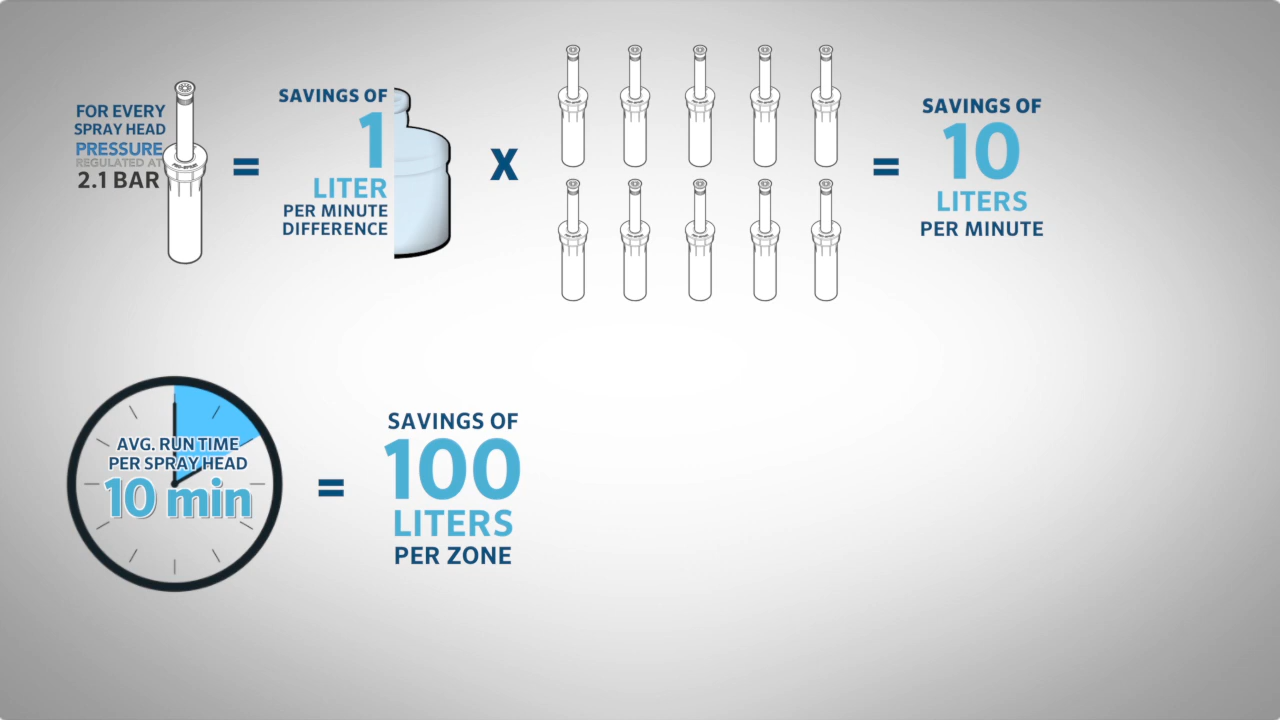 FOR EVERY
SPRAY HEAD
PRESSURE
REGULATED AT
2.1 BAR
=
SAVINGS OF
1
LITER
PER MINUTE
DIFFERENCE
X
=
SAVINGS OF
10
LITERS
PER MINUTE
AVG. RUN TIME
PER SPRAY HEAD
10 min
=
SAVINGS OF
100
LITERS
PER ZONE